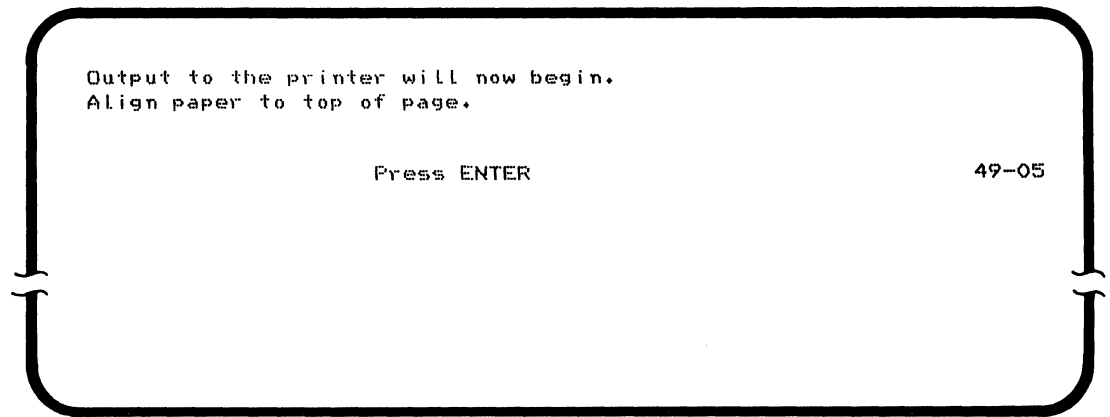 Output to the printer will now begin.
Align paper to top of page.
Press ENTER 49-05